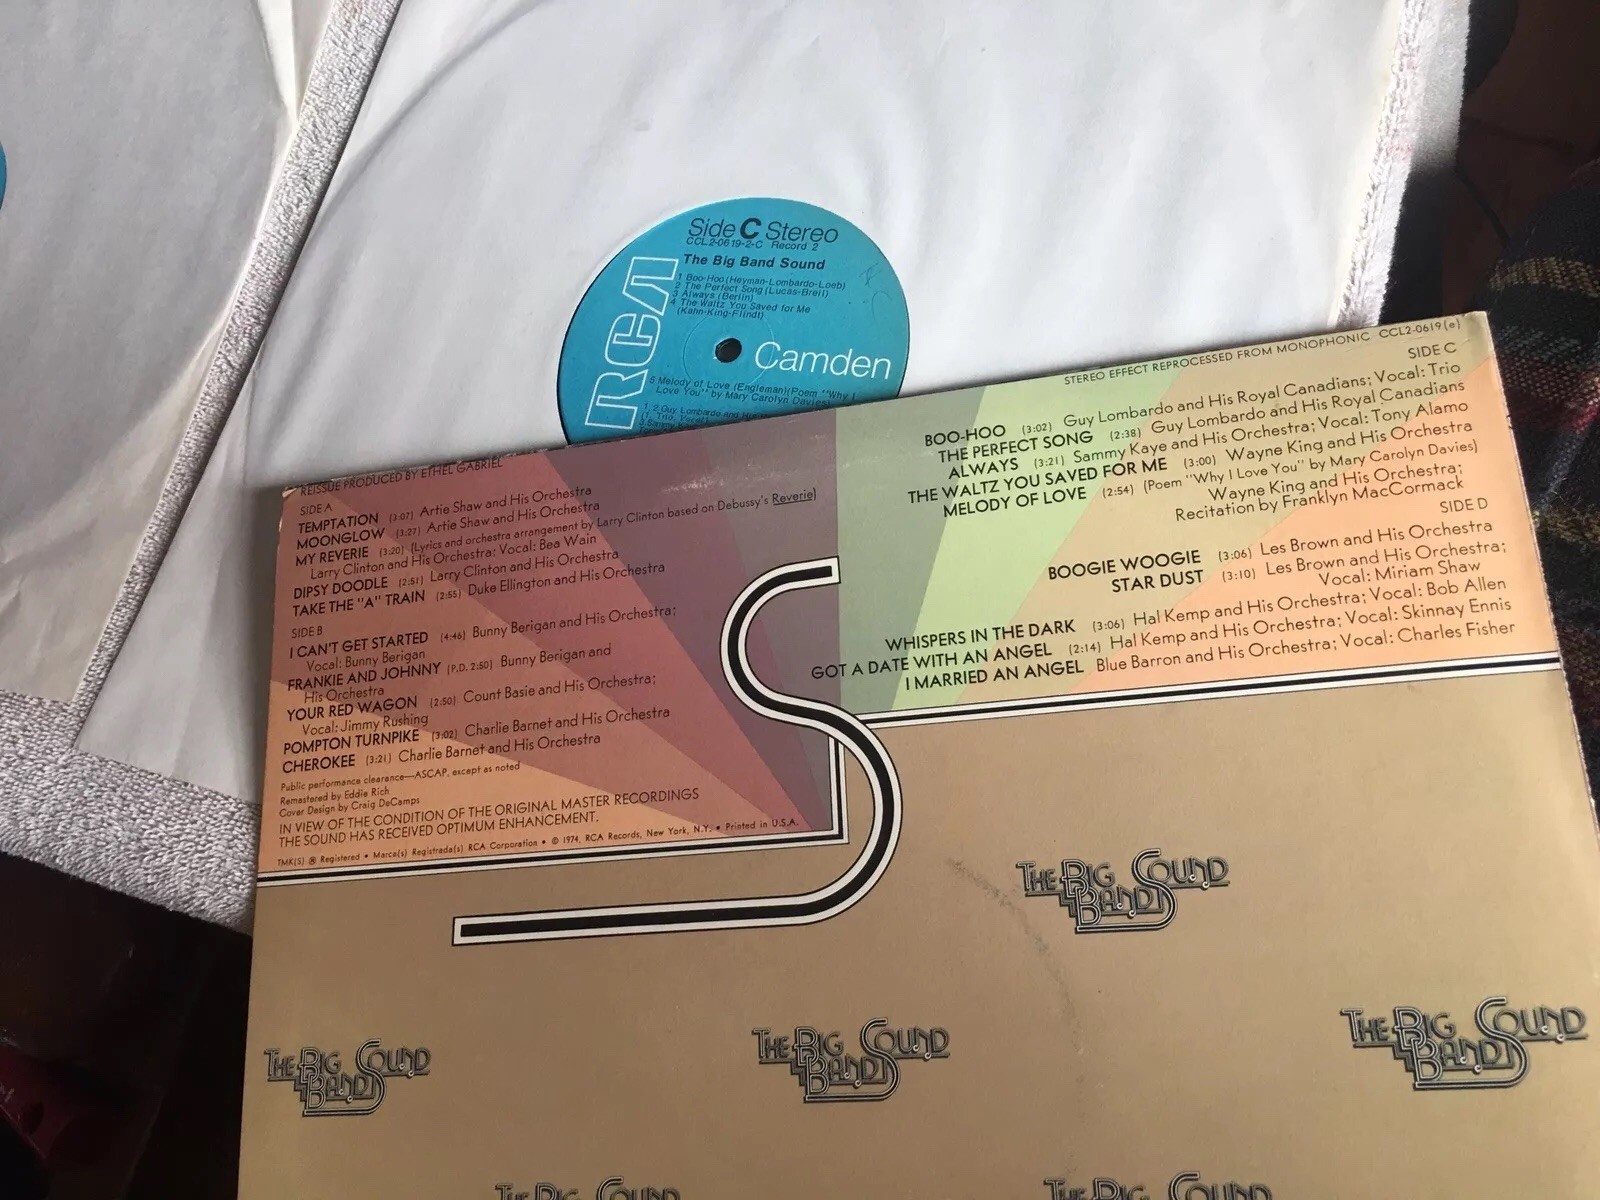 Side C Stereo
CCL2-0619-2-C Record 2
The Big Band Sound
1 Boo-Hoo (Heyman-Lombardo-Loeb)
2 The Perfect Song (Lucas-Breil)
3 Always (Berlin)
4 The Waltz You Saved for Me
(Kahn-King-Flindt)
RCA
Camden
5 Melody of Love (Engleman) (Poem "Why I
Love You" by Mary Carolyn Davies)
1, 2 Guy Lombardo and His
(1, Trio, Vocal)
3 Sammy
REISSUE PRODUCED BY ETHEL GABRIEL
SIDE A
TEMPTATION (3:07) Artie Shaw and His Orchestra
MOONGLOW (3:27) Artie Shaw and His Orchestra
MY REVERIE (3:20) (Lyrics and orchestra arrangement by Larry Clinton based on Debussy's Reverie)
Larry Clinton and His Orchestra: Vocal: Bea Wain
DIPSY DOODLE (2:51) Larry Clinton and His Orchestra
TAKE THE "A" TRAIN (2:55) Duke Ellington and His Orchestra
SIDE B
I CAN'T GET STARTED (4:46) Bunny Berigan and His Orchestra;
Vocal: Bunny Berigan
FRANKIE AND JOHNNY (P.D. 2:50) Bunny Berigan and
His Orchestra
YOUR RED WAGON (2:50) Count Basie and His Orchestra;
Vocal: Jimmy Rushing
POMPTON TURNPIKE (3:02) Charlie Barnet and His Orchestra
CHEROKEE (3:21) Charlie Barnet and His Orchestra
Public performance clearance—ASCAP, except as noted
Remastered by Eddie Rich
Cover Design by Craig DeCamps
IN VIEW OF THE CONDITION OF THE ORIGINAL MASTER RECORDINGS
THE SOUND HAS RECEIVED OPTIMUM ENHANCEMENT.
TMK(S) ® Registered • Marca(s) Registrada(s) RCA Corporation • © 1974, RCA Records, New York, N.Y. • Printed in U.S.A.
STEREO EFFECT REPROCESSED FROM MONOPHONIC CCL2-0619(e)
SIDE C
BOO-HOO (3:02) Guy Lombardo and His Royal Canadians; Vocal: Trio
THE PERFECT SONG (2:38) Guy Lombardo and His Royal Canadians
ALWAYS (3:21) Sammy Kaye and His Orchestra; Vocal: Tony Alamo
THE WALTZ YOU SAVED FOR ME (3:00) Wayne King and His Orchestra
MELODY OF LOVE (2:54) (Poem "Why I Love You" by Mary Carolyn Davies)
Wayne King and His Orchestra;
Recitation by Franklyn MacCormack
SIDE D
BOOGIE WOOGIE (3:06) Les Brown and His Orchestra
STAR DUST (3:10) Les Brown and His Orchestra;
Vocal: Miriam Shaw
WHISPERS IN THE DARK (3:06) Hal Kemp and His Orchestra; Vocal: Bob Allen
GOT A DATE WITH AN ANGEL (2:14) Hal Kemp and His Orchestra; Vocal: Skinnay Ennis
I MARRIED AN ANGEL Blue Barron and His Orchestra; Vocal: Charles Fisher
THE BIG BAND SOUND
THE BIG BAND SOUND
THE BIG BAND SOUND
THE BIG BAND SOUND
THE BIG SOUND
THE BIG SOUND